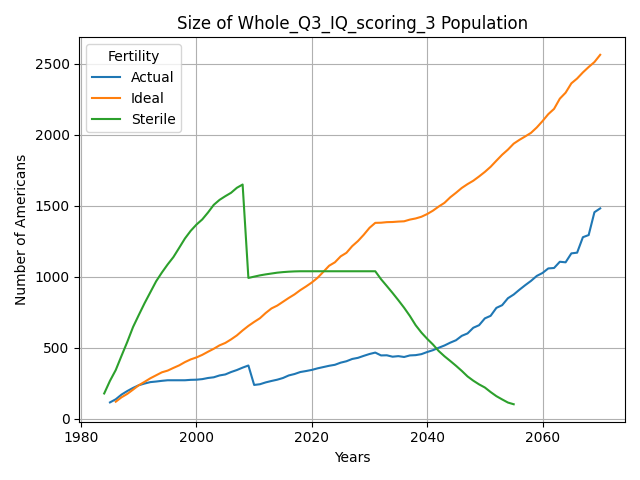 Size of Whole_Q3_IQ_scoring_3 Population
Fertility
Actual
Ideal
Sterile
Number of Americans
2500
2000
1500
1000
500
0
1980
2000
2020
2040
2060
Years